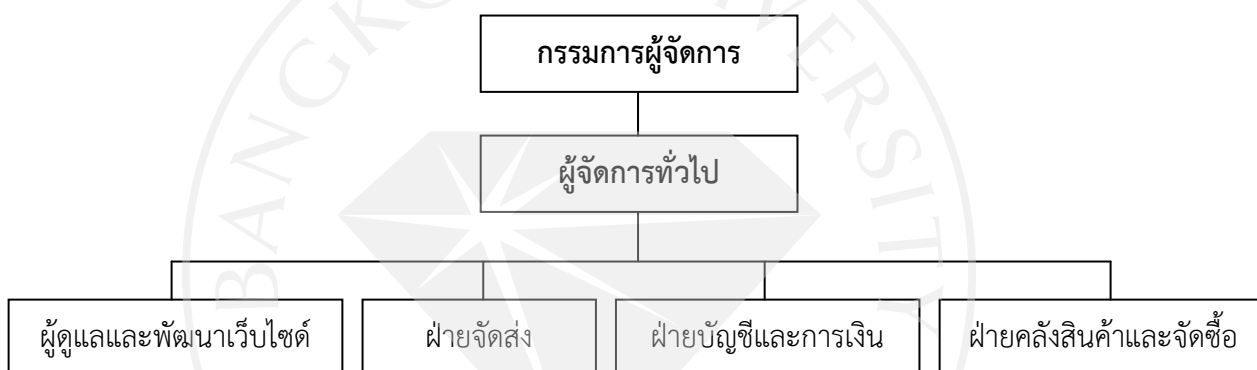 กรรมการผู้จัดการ
ผู้จัดการทั่วไป
ผู้ดูแลและพัฒนาเว็บไซด์
ฝ่ายจัดส่ง
ฝ่ายบัญชีและการเงิน
ฝ่ายคลังสินค้าและจัดซื้อ